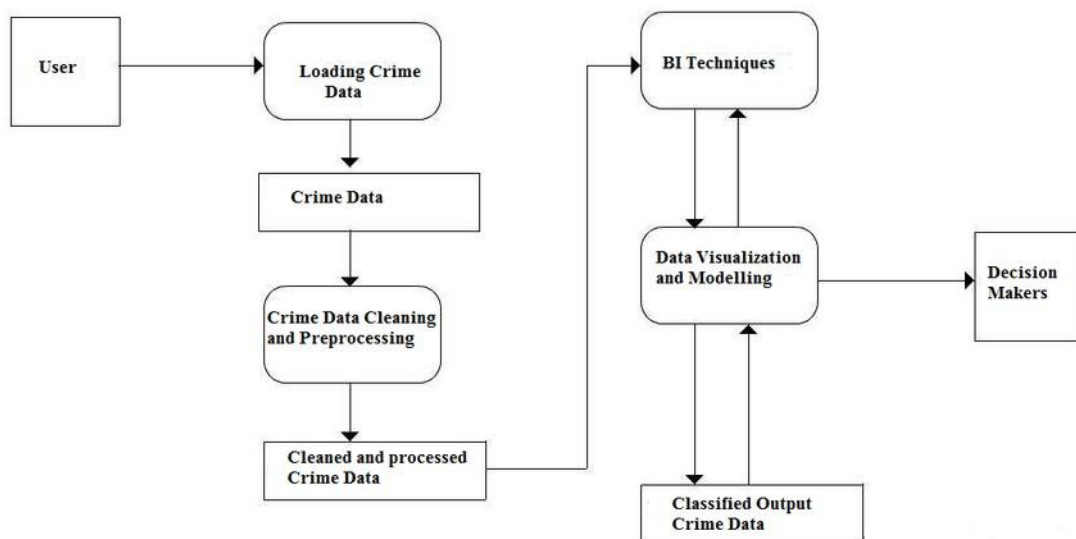 User
Loading Crime
Data
Crime Data
Crime Data Cleaning
and Preprocessing
Cleaned and processed
Crime Data
BI Techniques
Data Visualization
and Modelling
Decision
Makers
Classified Output
Crime Data